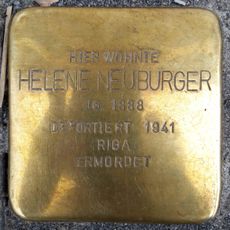 HIER WOHNTE
HELENE NEUBURGER
JG. 1888
DEPORTIERT 1941
RIGA
ERMORDET